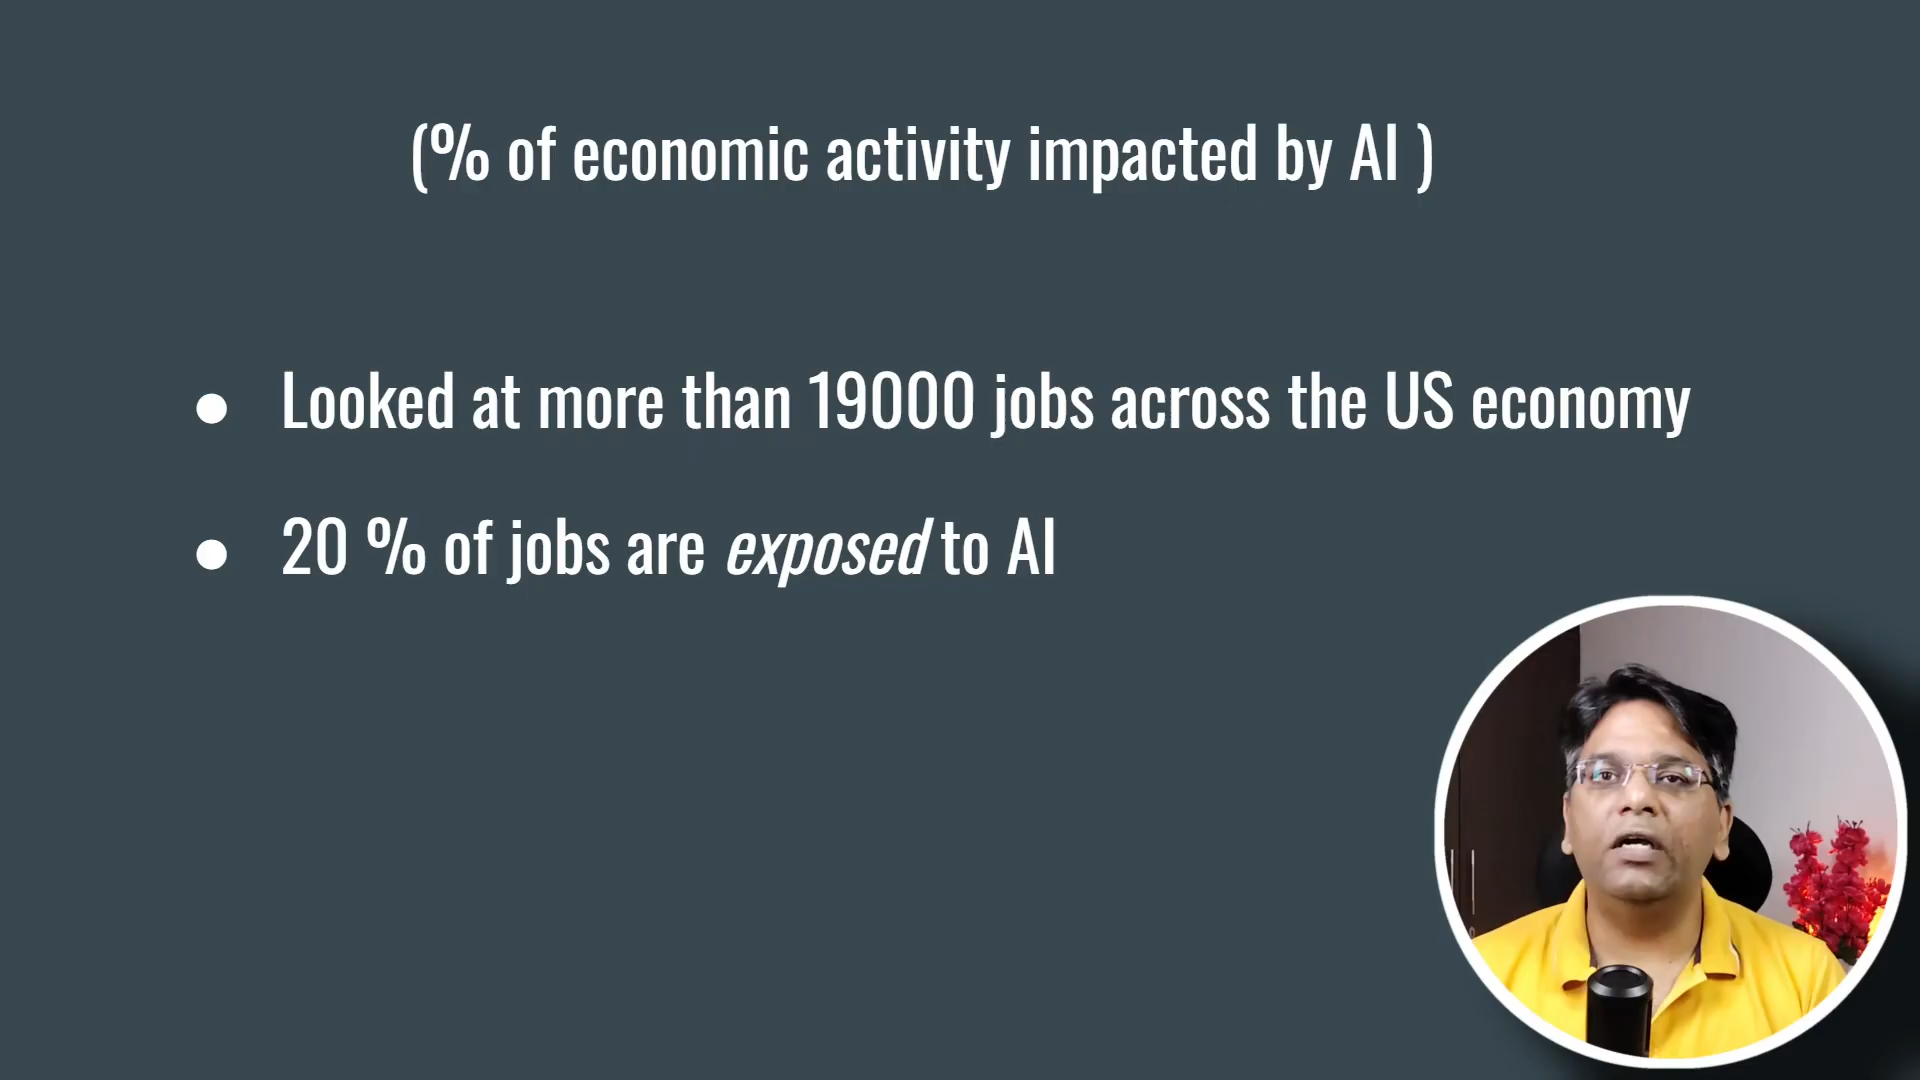 (% of economic activity impacted by AI )
● Looked at more than 19000 jobs across the US economy
● 20 % of jobs are exposed to AI